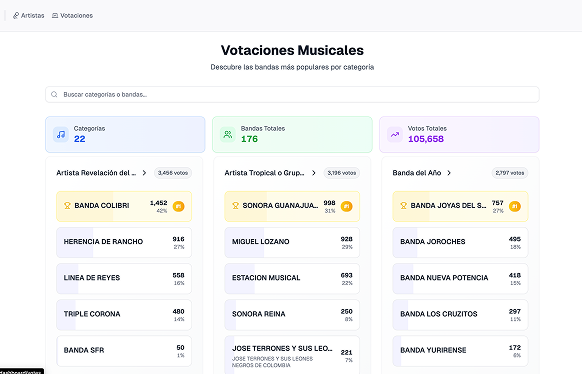 Artistas Votaciones
Votaciones Musicales
Descubre las bandas más populares por categoría
Buscar categorías o bandas...
Categorías
22
Bandas Totales
176
Votos Totales
105,658
Artista Revelación del ... 3,456 votos
BANDA COLIBRI 1,452 #1
42%
HERENCIA DE RANCHO 916
27%
LINEA DE REYES 558
16%
TRIPLE CORONA 480
14%
BANDA SFR 50
1%
Artista Tropical o Grup... 3,196 votos
SONORA GUANAJUA... 998 #1
31%
MIGUEL LOZANO 928
29%
ESTACION MUSICAL 693
22%
SONORA REINA 250
8%
JOSE TERRONES Y SUS LEO... 221
JOSE TERRONES Y SUS LEONES 7%
NEGROS DE COLOMBIA
Banda del Año 2,797 votos
BANDA JOYAS DEL S... 757 #1
27%
BANDA JOROCHES 495
18%
BANDA NUEVA POTENCIA 418
15%
BANDA LOS CRUZITOS 297
11%
BANDA YURIRENSE 172
6%